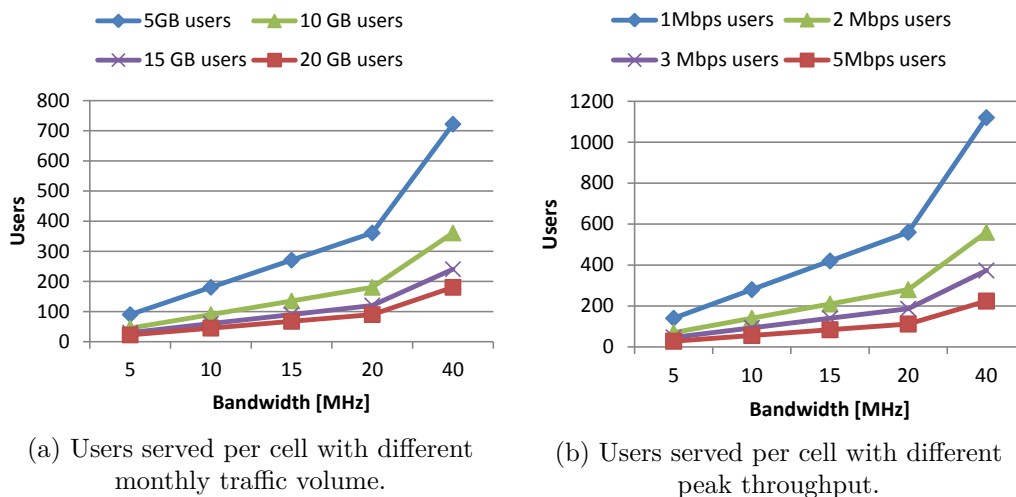 5GB users
10 GB users
15 GB users
20 GB users
800
700
600
500
400
300
200
100
0
Users
5 10 15 20 40
Bandwidth [MHz]
(a) Users served per cell with different
monthly traffic volume.
1Mbps users
2 Mbps users
3 Mbps users
5Mbps users
1200
1000
800
600
400
200
0
Users
5 10 15 20 40
Bandwidth [MHz]
(b) Users served per cell with different
peak throughput.